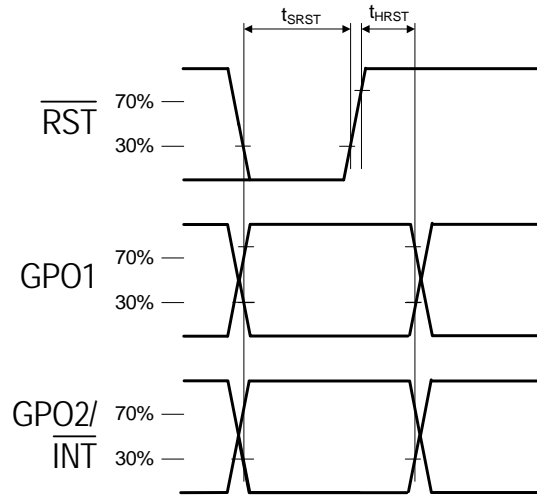 tSRST
tHRST
70%
RST
30%
70%
GPO1
30%
GPO2/
70%
INT
30%